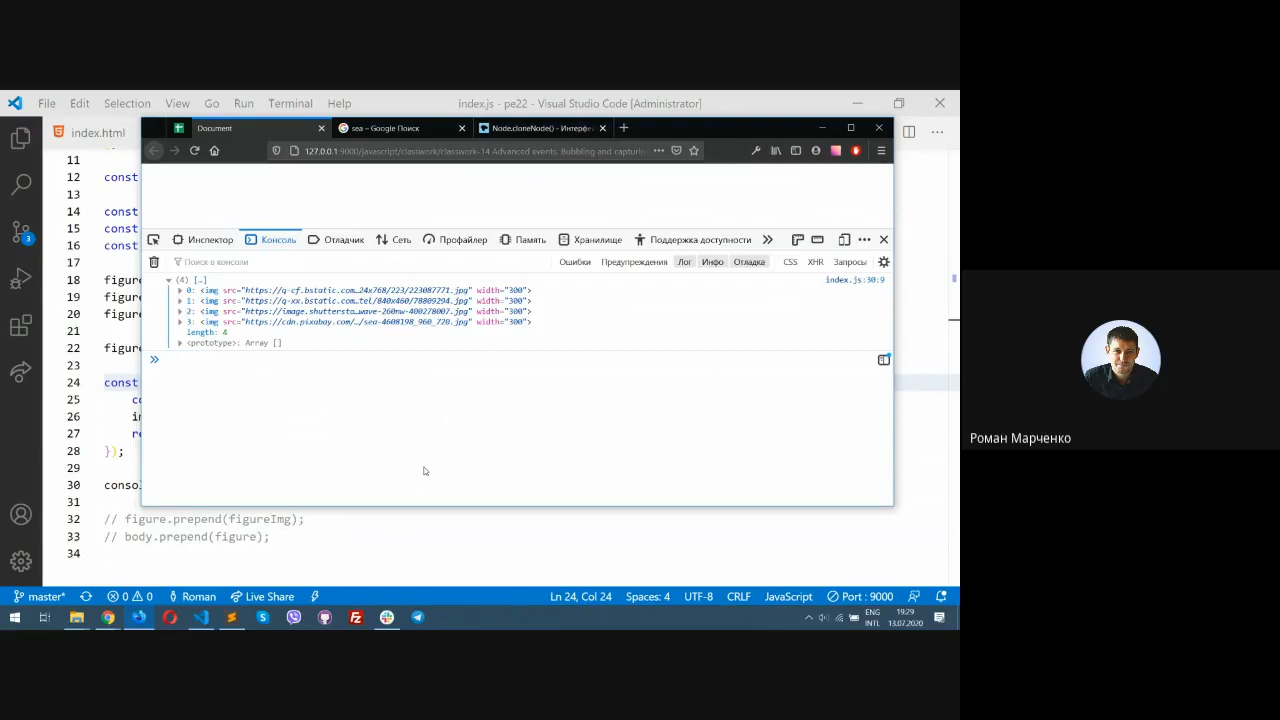 File Edit Selection View Go Run Terminal Help
index.js - pe22 - Visual Studio Code [Administrator]
index.html
Document
sea – Google Поиск
Node.cloneNode() - Интерфе
127.0.0.1:9000/javascript/classwork/classwork-14 Advanced events. Bubbling and capturin
Инспектор Консоль Отладчик Сеть Профайлер Память Хранилище Поддержка доступности
Поиск в консоли
Ошибки Предупреждения Лог Инфо Отладка CSS XHR Запросы
(4) […]
index.js:30:9
0: <img src="https://q-cf.bstatic.com…24x768/223/223087771.jpg" width="300">
1: <img src="https://q-xx.bstatic.com…tel/840x460/78809294.jpg" width="300">
2: <img src="https://image.shuttersto…wave-260nw-400278007.jpg" width="300">
3: <img src="https://cdn.pixabay.com/…/sea-4608198_960_720.jpg" width="300">
length: 4
<prototype>: Array []
11
12 const
13
14 const
15 const
16 const
17
18 figure
19 figure
20 figure
21
22 figur
23
24 const
25 co
26 in
27 re
28 });
29
30 conso
31
32 // figure.prepend(figureImg);
33 // body.prepend(figure);
34
3
master* 0 0 Roman Live Share
Ln 24, Col 24 Spaces: 4 UTF-8 CRLF JavaScript Port : 9000
ENG
INTL
19:29
13.07.2020
Роман Марченко